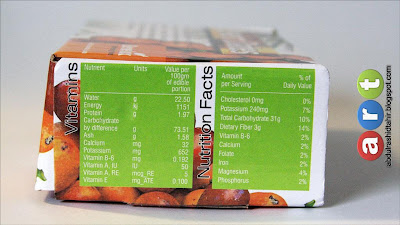 Vitamins
Nutrient Units Value per
100gm
of edible
portion
Water g 22.50
Energy kj 1151
Protein g 1.97
Carbohydrate
by difference g 73.51
Ash g 1.58
Calcium mg 32
Potassium mg 652
Vitamin B-6 mg 0.192
Vitamin A, IU IU 50
Vitamin A, RE mcg_RE 5
Vitamin E mg_ATE 0.100
Nutrition Facts
Amount % of
per Serving Daily Value
Cholesterol 0mg 0%
Potassium 240mg 7%
Total Carbohydrate 31g 10%
Dietary Fiber 3g 14%
Vitamin B-6 2%
Calcium 2%
Folate 2%
Iron 2%
Magnesium 4%
Phosphorus 2%
art
abdulrashidtahir.blogspot.com